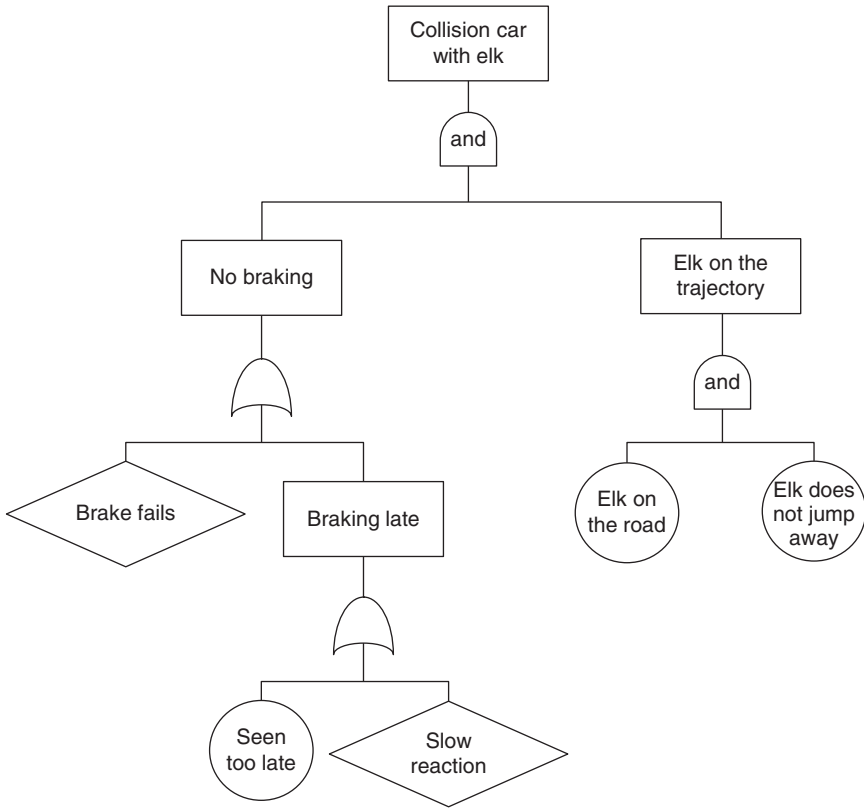 Collision car
with elk
and
No braking
Elk on the
trajectory
and
Brake fails
Braking late
Elk on
the road
Elk does
not jump
away
Seen
too late
Slow
reaction